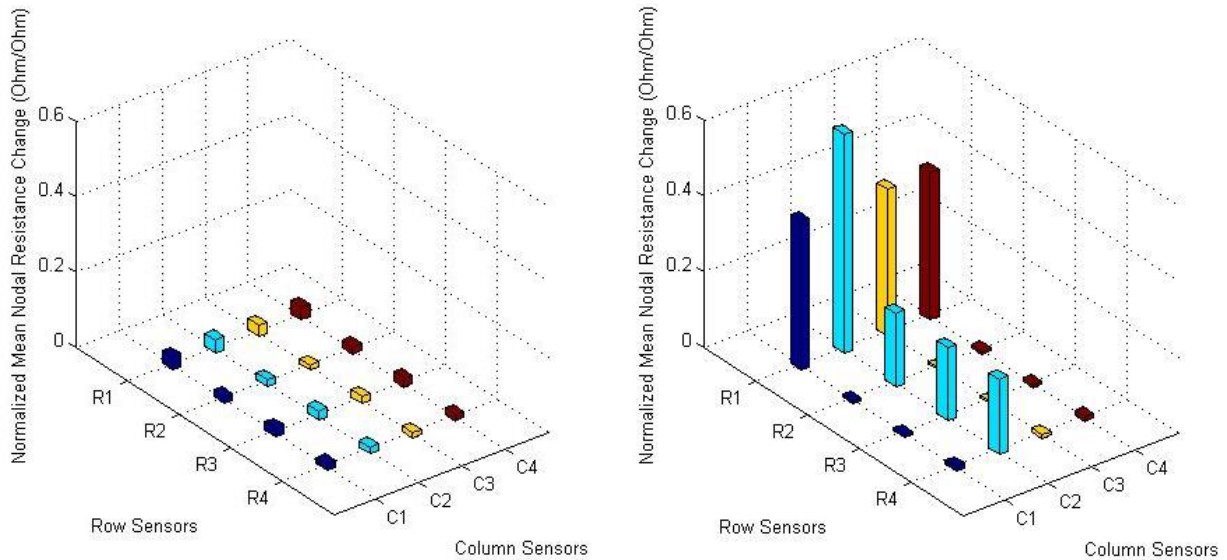 Normalized Mean Nodal Resistance Change (Ohm/Ohm)
0.6
0.4
0.2
0
R1
R2
R3
R4
Row Sensors
C1
C2
C3
C4
Column Sensors
Normalized Mean Nodal Resistance Change (Ohm/Ohm)
0.6
0.4
0.2
0
R1
R2
R3
R4
Row Sensors
C1
C2
C3
C4
Column Sensors